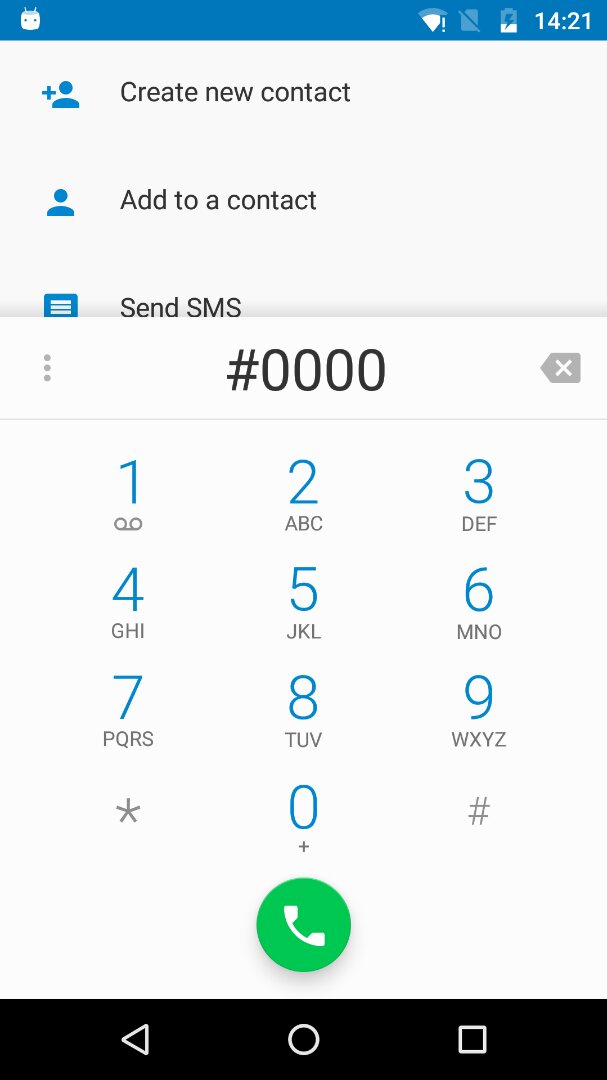 14:21
Create new contact
Add to a contact
Send SMS
#0000
1 2 3
ABC DEF
4 5 6
GHI JKL MNO
7 8 9
PQRS TUV WXYZ
* 0 #
+